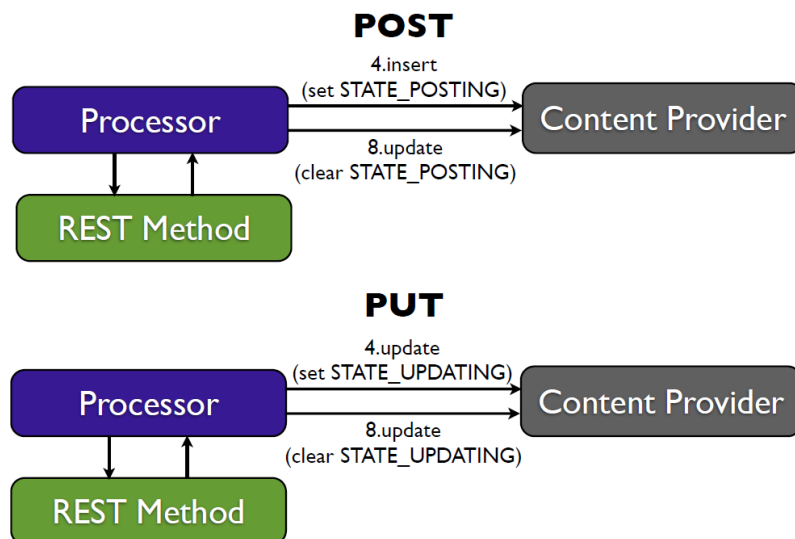 POST
4.insert
(set STATE_POSTING)
Processor
Content Provider
8.update
(clear STATE_POSTING)
REST Method
PUT
4.update
(set STATE_UPDATING)
Processor
Content Provider
8.update
(clear STATE_UPDATING)
REST Method